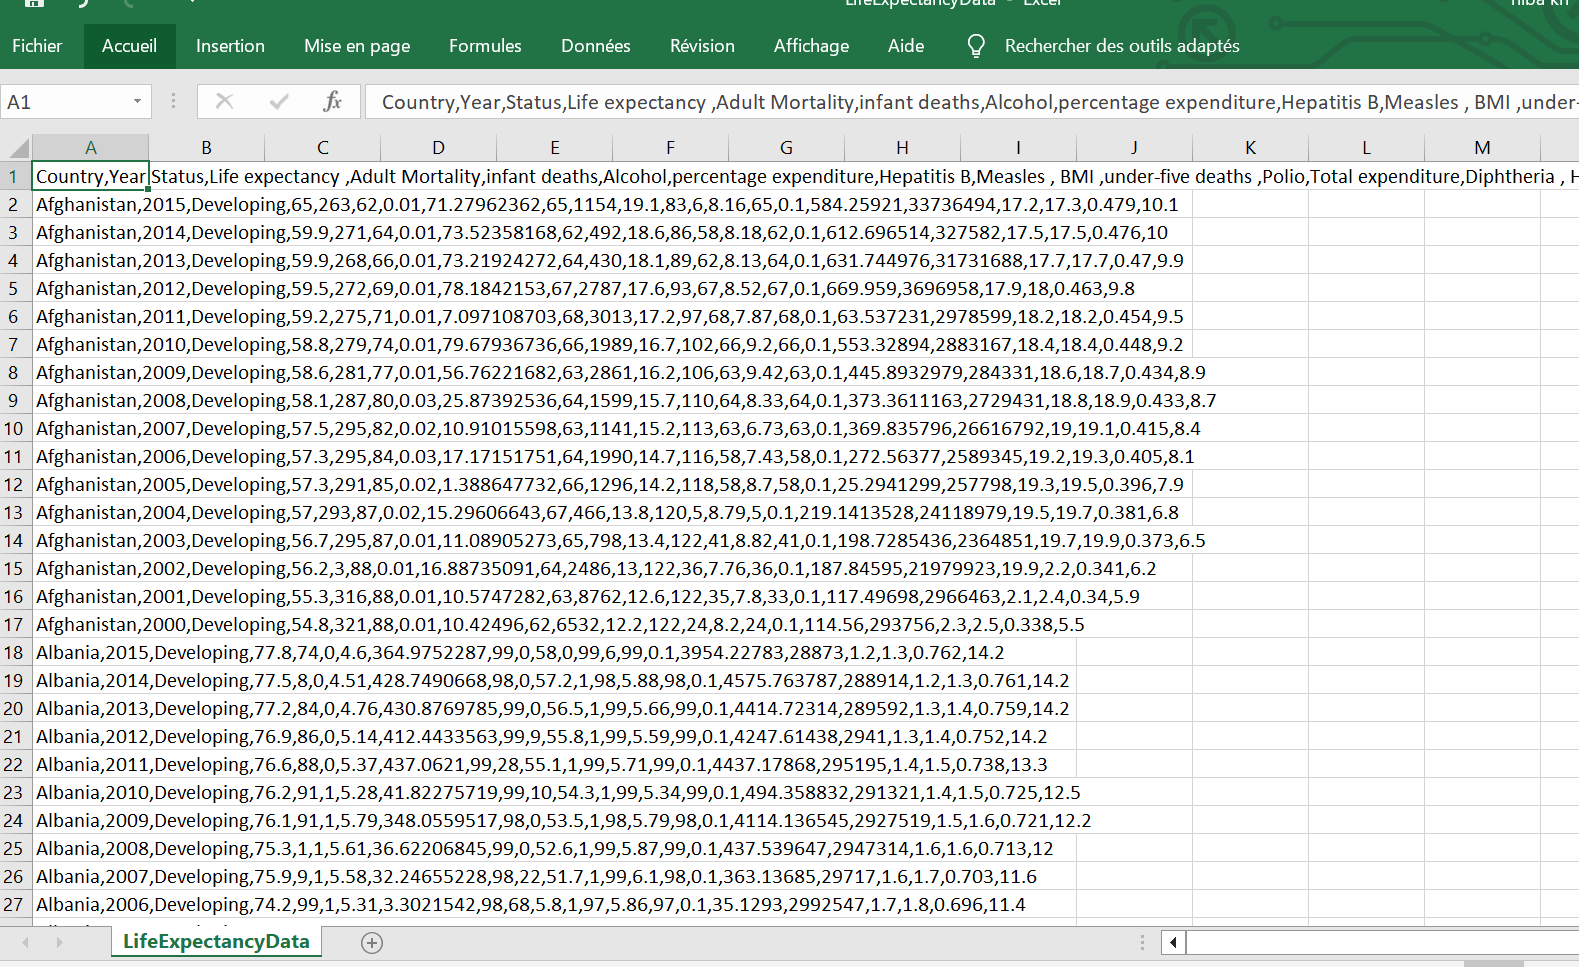 LifeExpectancyData - Excel
Fichier Accueil Insertion Mise en page Formules Données Révision Affichage Aide Rechercher des outils adaptés
A1 fx Country,Year,Status,Life expectancy ,Adult Mortality,infant deaths,Alcohol,percentage expenditure,Hepatitis B,Measles , BMI ,under-
A B C D E F G H I J K L M
1 Country,Year,Status,Life expectancy ,Adult Mortality,infant deaths,Alcohol,percentage expenditure,Hepatitis B,Measles , BMI ,under-five deaths ,Polio,Total expenditure,Diphtheria , H
2 Afghanistan,2015,Developing,65,263,62,0.01,71.27962362,65,1154,19.1,83,6,8.16,65,0.1,584.25921,33736494,17.2,17.3,0.479,10.1
3 Afghanistan,2014,Developing,59.9,271,64,0.01,73.52358168,62,492,18.6,86,58,8.18,62,0.1,612.696514,327582,17.5,17.5,0.476,10
4 Afghanistan,2013,Developing,59.9,268,66,0.01,73.21924272,64,430,18.1,89,62,8.13,64,0.1,631.744976,31731688,17.7,17.7,0.47,9.9
5 Afghanistan,2012,Developing,59.5,272,69,0.01,78.1842153,67,2787,17.6,93,67,8.52,67,0.1,669.959,3696958,17.9,18,0.463,9.8
6 Afghanistan,2011,Developing,59.2,275,71,0.01,7.097108703,68,3013,17.2,97,68,7.87,68,0.1,63.537231,2978599,18.2,18.2,0.454,9.5
7 Afghanistan,2010,Developing,58.8,279,74,0.01,79.67936736,66,1989,16.7,102,66,9.2,66,0.1,553.32894,2883167,18.4,18.4,0.448,9.2
8 Afghanistan,2009,Developing,58.6,281,77,0.01,56.76221682,63,2861,16.2,106,63,9.42,63,0.1,445.8932979,284331,18.6,18.7,0.434,8.9
9 Afghanistan,2008,Developing,58.1,287,80,0.03,25.87392536,64,1599,15.7,110,64,8.33,64,0.1,373.3611163,2729431,18.8,18.9,0.433,8.7
10 Afghanistan,2007,Developing,57.5,295,82,0.02,10.91015598,63,1141,15.2,113,63,6.73,63,0.1,369.835796,26616792,19,19.1,0.415,8.4
11 Afghanistan,2006,Developing,57.3,295,84,0.03,17.17151751,64,1990,14.7,116,58,7.43,58,0.1,272.56377,2589345,19.2,19.3,0.405,8.1
12 Afghanistan,2005,Developing,57.3,291,85,0.02,1.388647732,66,1296,14.2,118,58,8.7,58,0.1,25.2941299,257798,19.3,19.5,0.396,7.9
13 Afghanistan,2004,Developing,57,293,87,0.02,15.29606643,67,466,13.8,120,5,8.79,5,0.1,219.1413528,24118979,19.5,19.7,0.381,6.8
14 Afghanistan,2003,Developing,56.7,295,87,0.01,11.08905273,65,798,13.4,122,41,8.82,41,0.1,198.7285436,2364851,19.7,19.9,0.373,6.5
15 Afghanistan,2002,Developing,56.2,3,88,0.01,16.88735091,64,2486,13,122,36,7.76,36,0.1,187.84595,21979923,19.9,2.2,0.341,6.2
16 Afghanistan,2001,Developing,55.3,316,88,0.01,10.5747282,63,8762,12.6,122,35,7.8,33,0.1,117.49698,2966463,2.1,2.4,0.34,5.9
17 Afghanistan,2000,Developing,54.8,321,88,0.01,10.42496,62,6532,12.2,122,24,8.2,24,0.1,114.56,293756,2.3,2.5,0.338,5.5
18 Albania,2015,Developing,77.8,74,0,4.6,364.9752287,99,0,58,0,99,6,99,0.1,3954.22783,28873,1.2,1.3,0.762,14.2
19 Albania,2014,Developing,77.5,8,0,4.51,428.7490668,98,0,57.2,1,98,5.88,98,0.1,4575.763787,288914,1.2,1.3,0.761,14.2
20 Albania,2013,Developing,77.2,84,0,4.76,430.8769785,99,0,56.5,1,99,5.66,99,0.1,4414.72314,289592,1.3,1.4,0.759,14.2
21 Albania,2012,Developing,76.9,86,0,5.14,412.4433563,99,9,55.8,1,99,5.59,99,0.1,4247.61438,2941,1.3,1.4,0.752,14.2
22 Albania,2011,Developing,76.6,88,0,5.37,437.0621,99,28,55.1,1,99,5.71,99,0.1,4437.17868,295195,1.4,1.5,0.738,13.3
23 Albania,2010,Developing,76.2,91,1,5.28,41.82275719,99,10,54.3,1,99,5.34,99,0.1,494.358832,291321,1.4,1.5,0.725,12.5
24 Albania,2009,Developing,76.1,91,1,5.79,348.0559517,98,0,53.5,1,98,5.79,98,0.1,4114.136545,2927519,1.5,1.6,0.721,12.2
25 Albania,2008,Developing,75.3,1,1,5.61,36.62206845,99,0,52.6,1,99,5.87,99,0.1,437.539647,2947314,1.6,1.6,0.713,12
26 Albania,2007,Developing,75.9,9,1,5.58,32.24655228,98,22,51.7,1,99,6.1,98,0.1,363.13685,29717,1.6,1.7,0.703,11.6
27 Albania,2006,Developing,74.2,99,1,5.31,3.3021542,98,68,5.8,1,97,5.86,97,0.1,35.1293,2992547,1.7,1.8,0.696,11.4
LifeExpectancyData